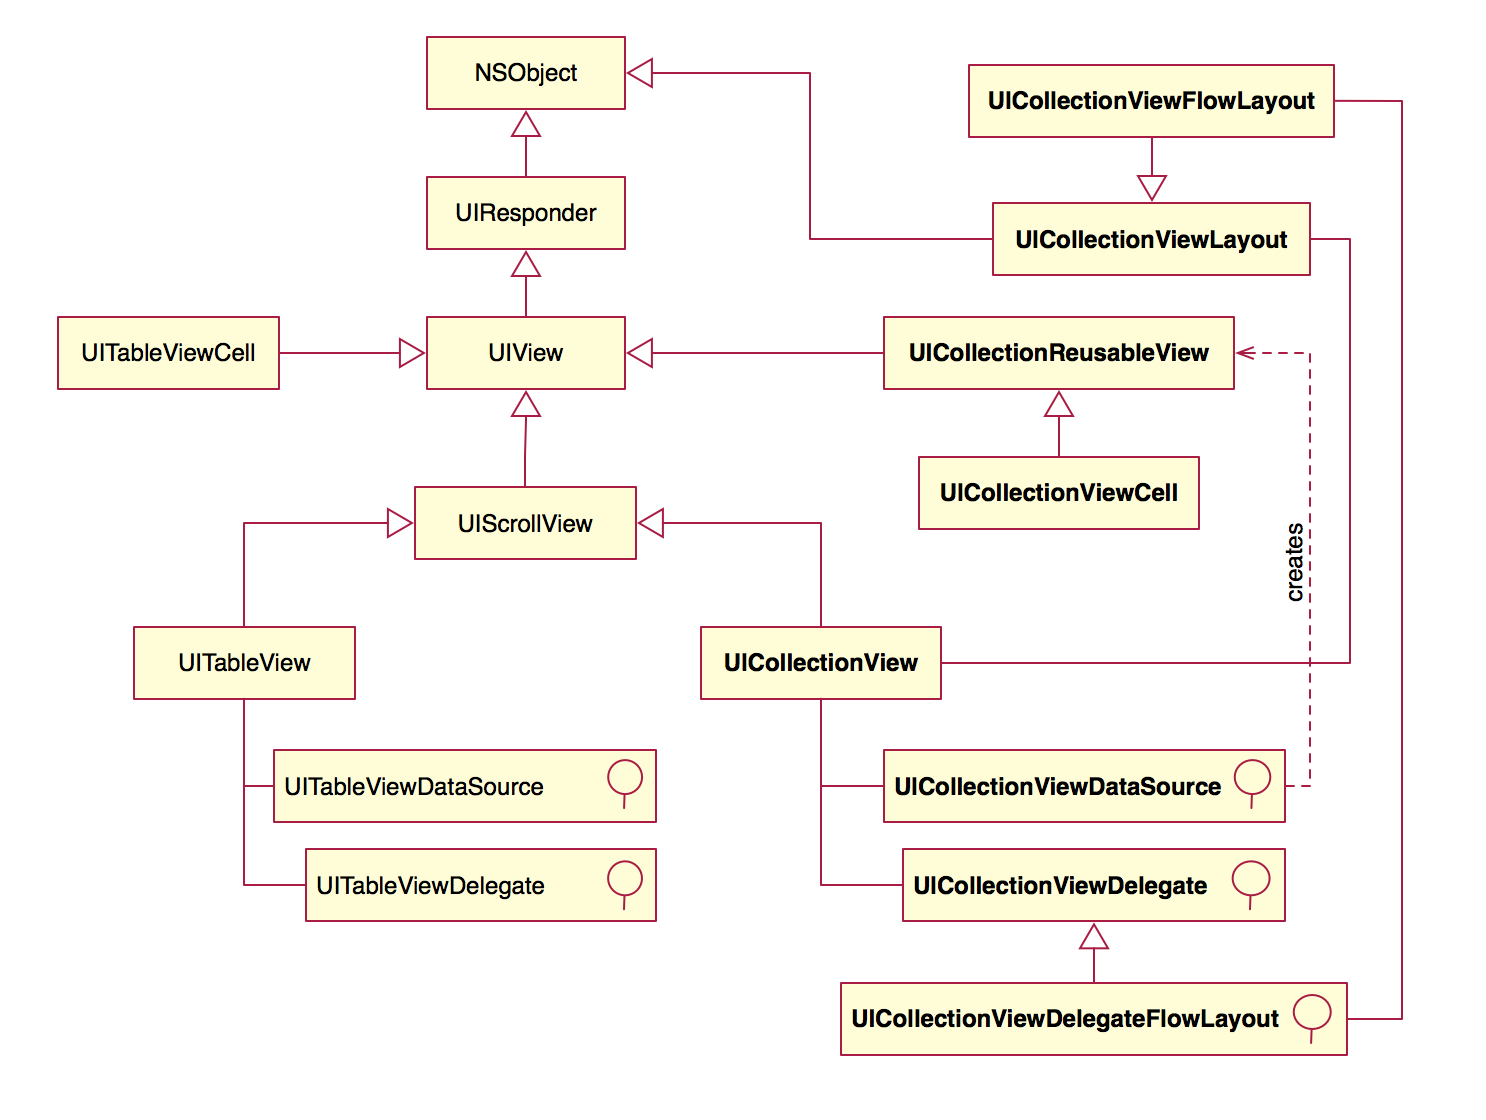 NSObject
UICollectionViewFlowLayout
UIResponder
UICollectionViewLayout
UITableViewCell
UIView
UICollectionReusableView
UICollectionViewCell
UIScrollView
creates
UITableView
UICollectionView
UITableViewDataSource
UICollectionViewDataSource
UITableViewDelegate
UICollectionViewDelegate
UICollectionViewDelegateFlowLayout